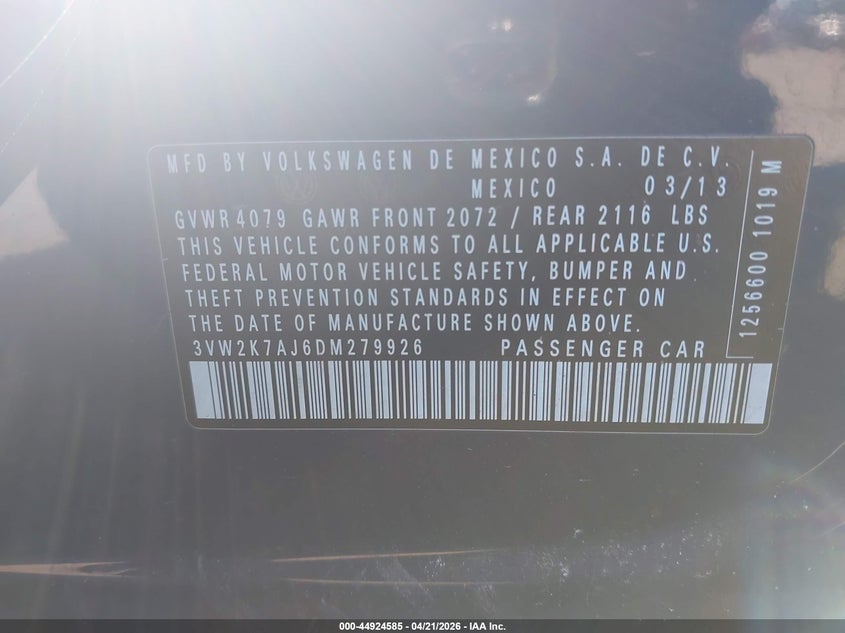 MFD BY VOLKSWAGEN DE MEXICO S.A. DE C.V.
MEXICO 03/13
GVWR 4079 GAWR FRONT 2072 / REAR 2116 LBS
THIS VEHICLE CONFORMS TO ALL APPLICABLE U.S.
FEDERAL MOTOR VEHICLE SAFETY, BUMPER AND
THEFT PREVENTION STANDARDS IN EFFECT ON
THE DATE OF MANUFACTURE SHOWN ABOVE.
3VW2K7AJ6DM279926 PASSENGER CAR
1256600 1019 M
000-44924585 - 04/21/2026 - IAA Inc.